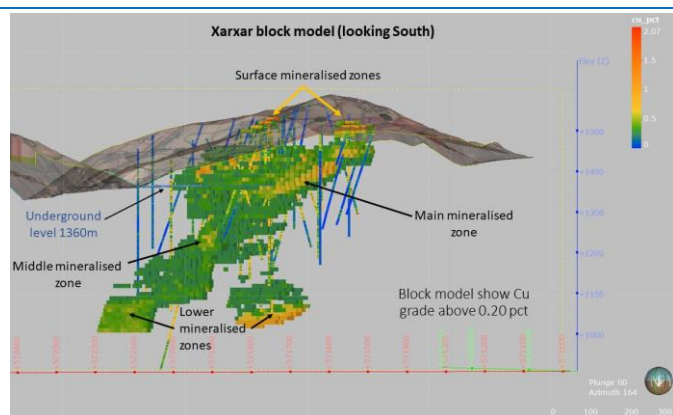 Xarxar block model (looking South)
cu_pct
2.07
1.5
1
0.5
0
Surface mineralised zones
Elev (Z)
+1500
+1400
+1300
+1200
+1100
+1000
Underground
level 1360m
Main mineralised
zone
Middle mineralised
zone
Lower
mineralised
zones
Block model show Cu
grade above 0.20 pct
Plunge 00
Azimuth 164
0
100
200
300